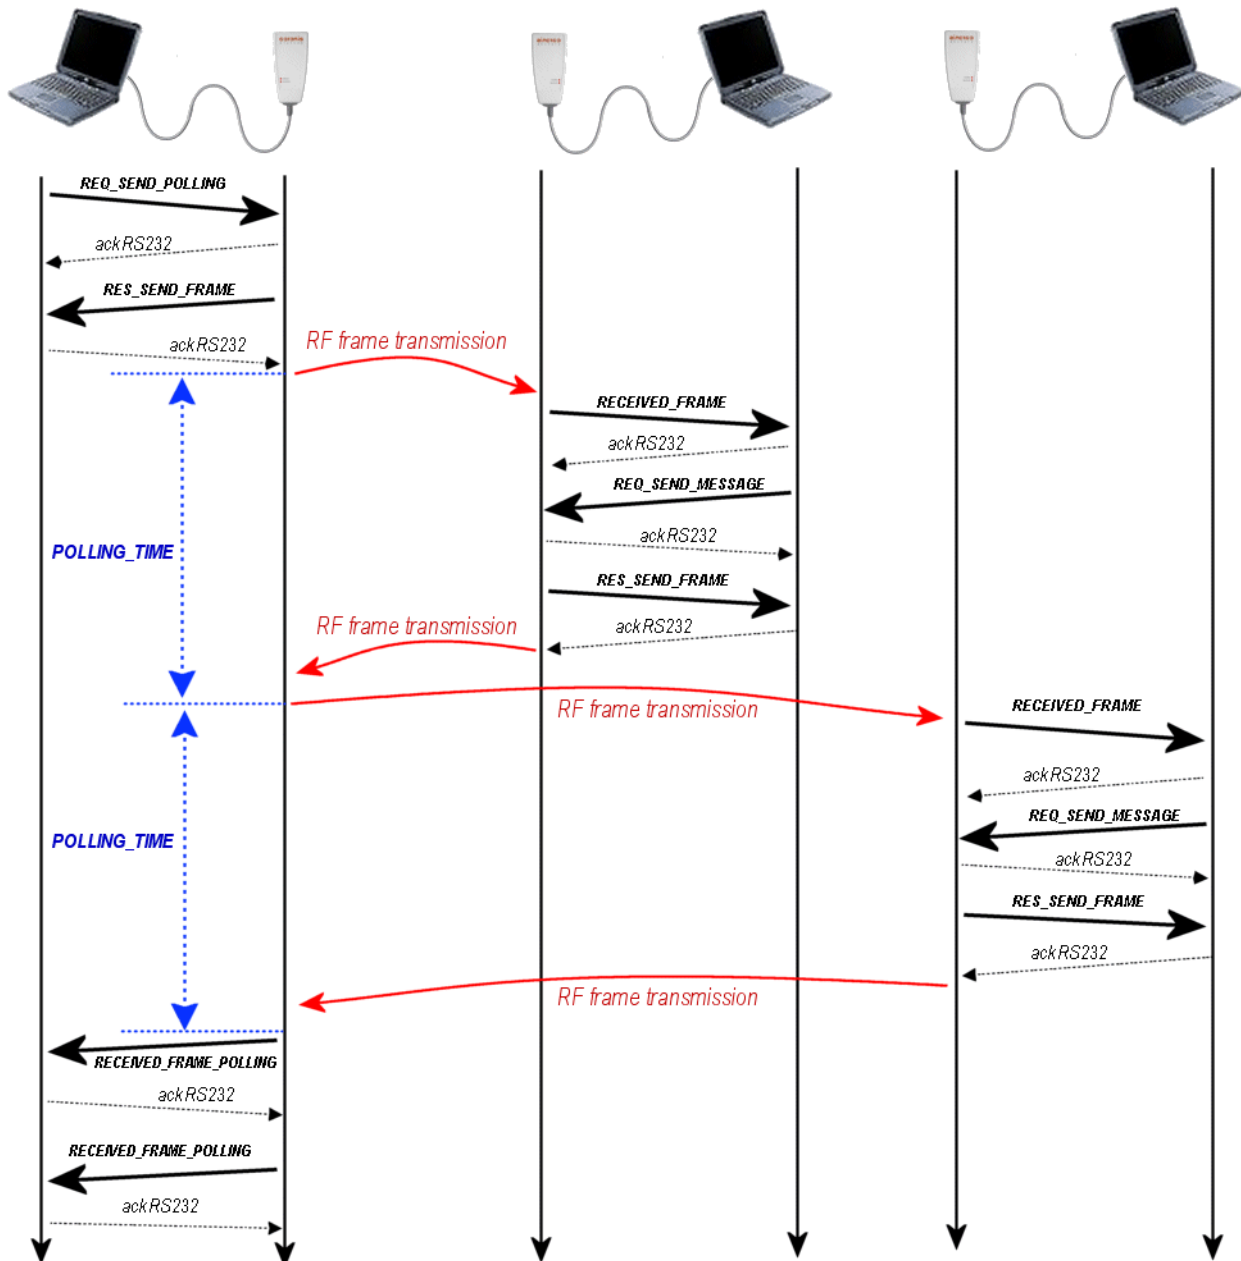 REQ_SEND_POLLING
ackRS232
RES_SEND_FRAME
ackRS232
RF frame transmission
RECEIVED_FRAME
ackRS232
REQ_SEND_MESSAGE
ackRS232
POLLING_TIME
RES_SEND_FRAME
ackRS232
RF frame transmission
RF frame transmission
RECEIVED_FRAME
ackRS232
REQ_SEND_MESSAGE
POLLING_TIME
ackRS232
RES_SEND_FRAME
ackRS232
RF frame transmission
RECEIVED_FRAME_POLLING
ackRS232
RECEIVED_FRAME_POLLING
ackRS232